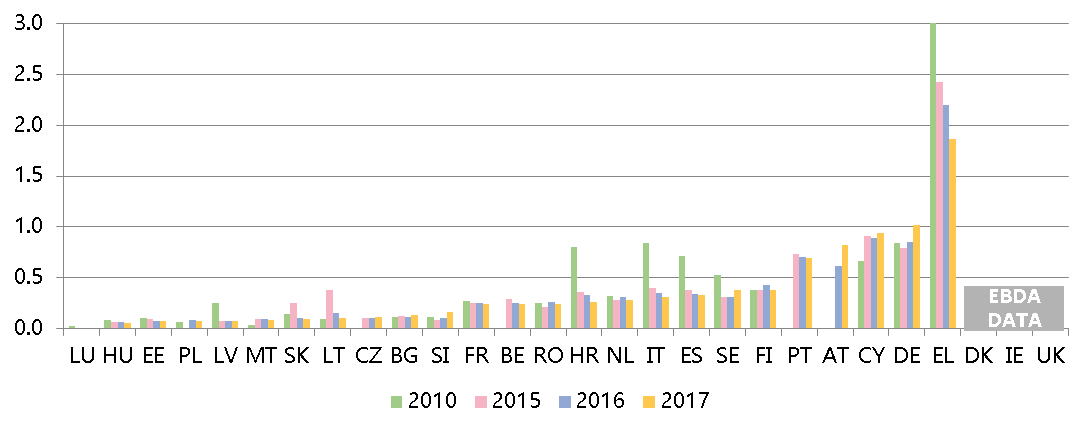 3.0
2.5
2.0
1.5
1.0
0.5
0.0
EBDA
DATA
LU HU EE PL LV MT SK LT CZ BG SI FR BE RO HR NL IT ES SE FI PT AT CY DE EL DK IE UK
2010 2015 2016 2017